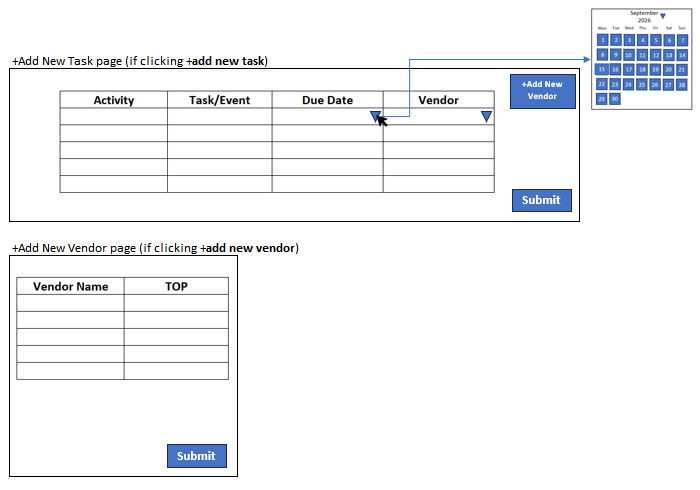 September
2026
Mon Tue Wed Thu Fri Sat Sun
1 2 3 4 5 6 7
8 9 10 11 12 13 14
15 16 17 18 19 20 21
22 23 24 25 26 27 28
29 30
+Add New Task page (if clicking +add new task)
+Add New
Vendor
Activity Task/Event Due Date Vendor
Submit
+Add New Vendor page (if clicking +add new vendor)
Vendor Name TOP
Submit